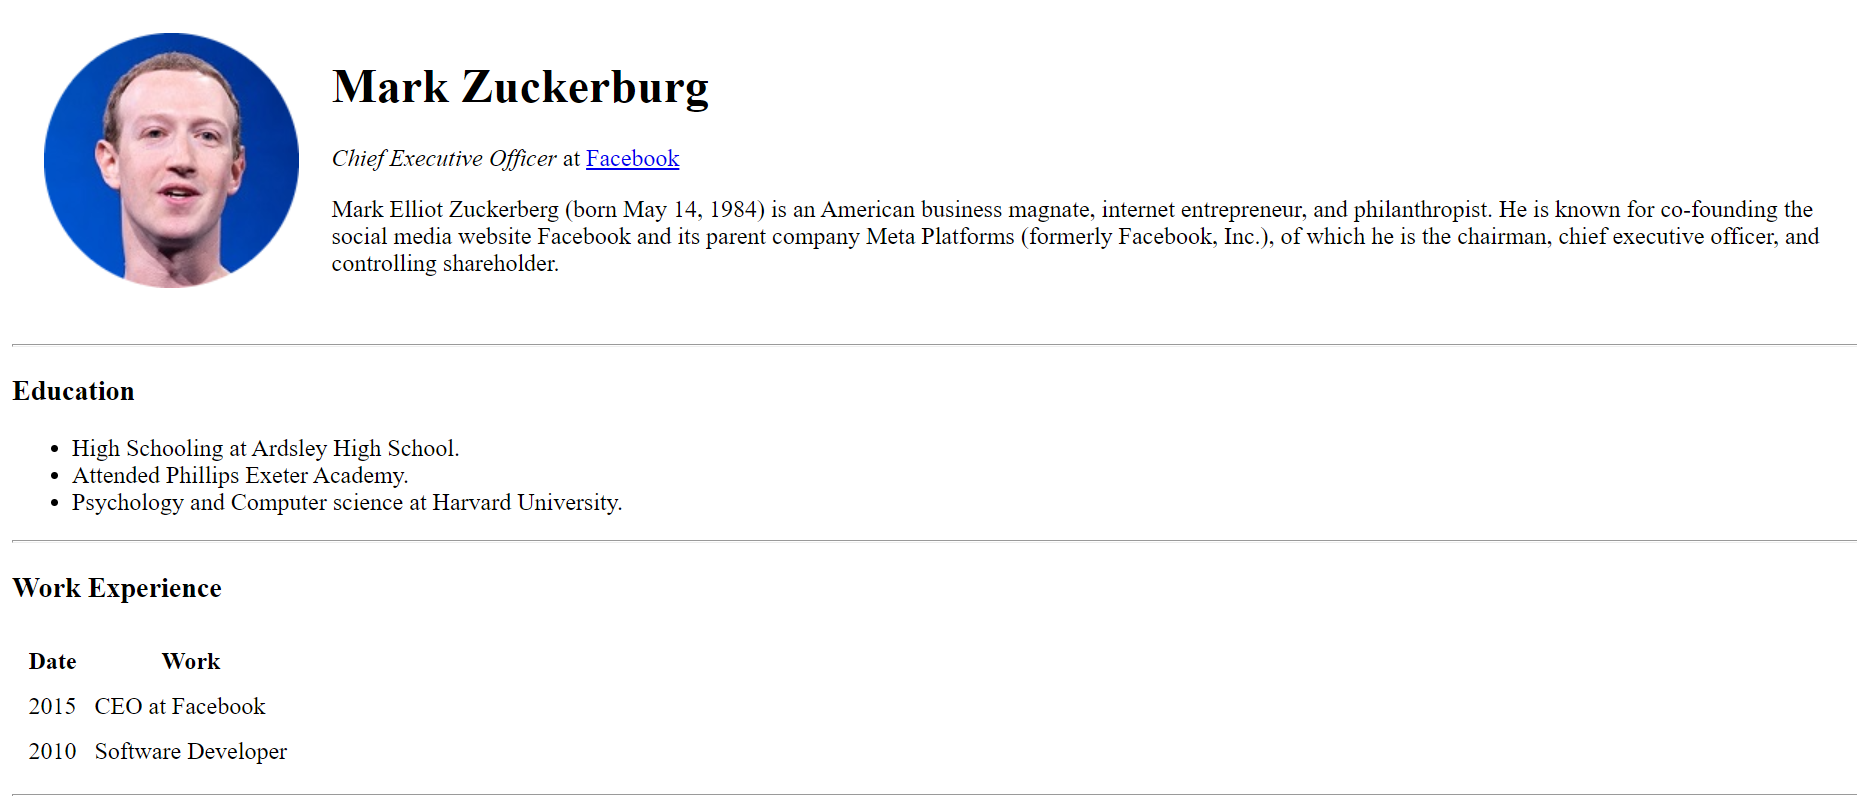 Mark Zuckerburg
Chief Executive Officer at Facebook
Mark Elliot Zuckerberg (born May 14, 1984) is an American business magnate, internet entrepreneur, and philanthropist. He is known for co-founding the
social media website Facebook and its parent company Meta Platforms (formerly Facebook, Inc.), of which he is the chairman, chief executive officer, and
controlling shareholder.
Education
• High Schooling at Ardsley High School.
• Attended Phillips Exeter Academy.
• Psychology and Computer science at Harvard University.
Work Experience
Date Work
2015 CEO at Facebook
2010 Software Developer